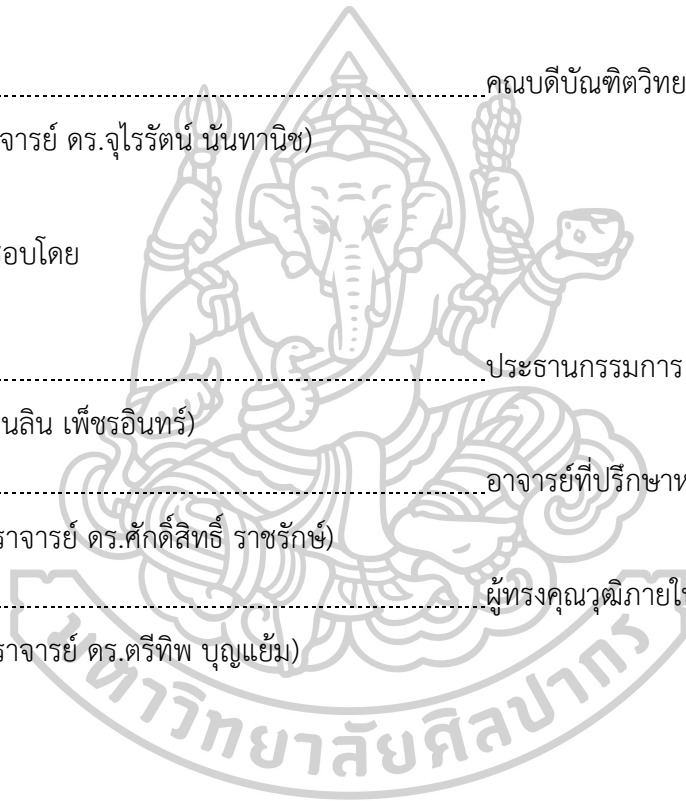 คณบดีบัณฑิตวิทย
จารย์ ดร.จุไรรัตน์ นันทานิช)
อบโดย
ประธานกรรมการ
นลิน เพ็ชรอินทร์)
อาจารย์ที่ปรึกษาห
ราจารย์ ดร.ศักดิ์สิทธิ์ ราชรักษ์)
ผู้ทรงคุณวุฒิภายใ
ราจารย์ ดร.ตรีทิพ บุญแย้ม)
มหาวิทยาลัยศิลปากร